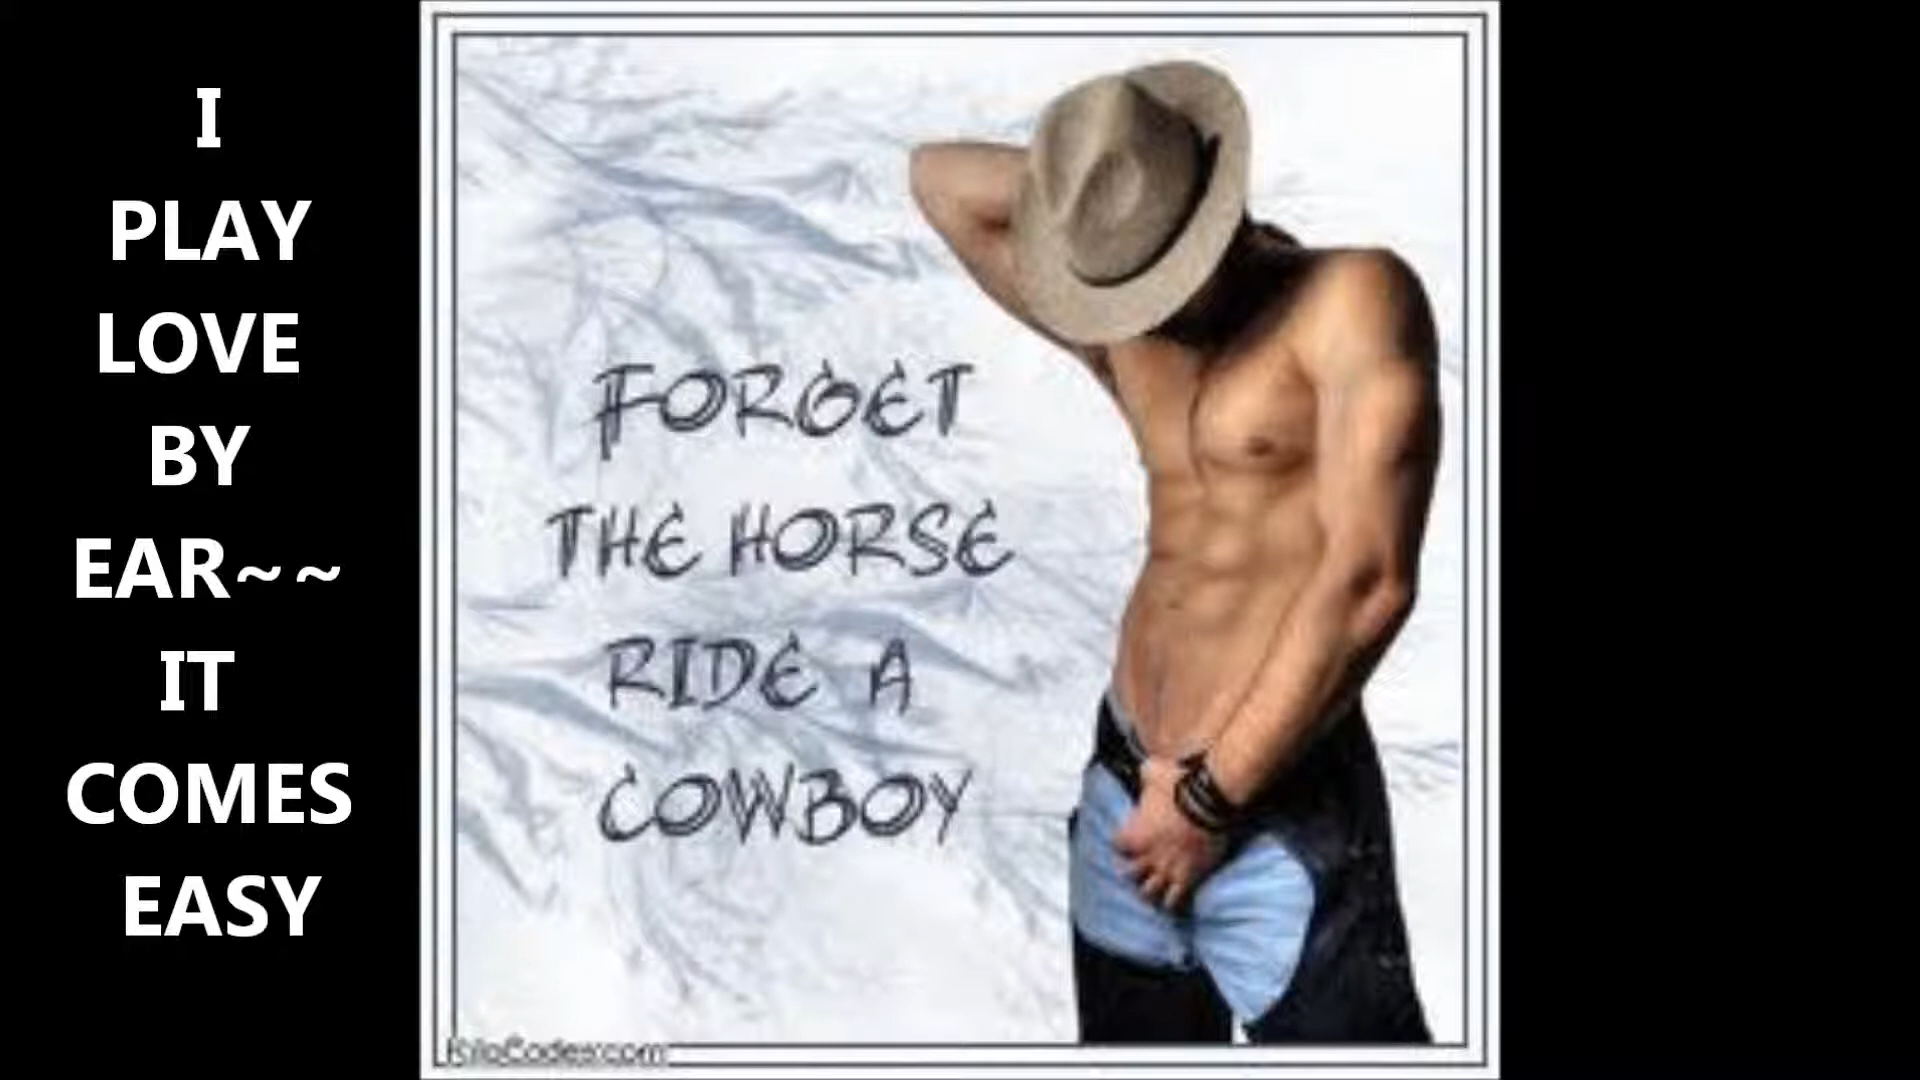 I
PLAY
LOVE
BY
EAR~~
IT
COMES
EASY
FORGET
THE HORSE
RIDE A
COWBOY